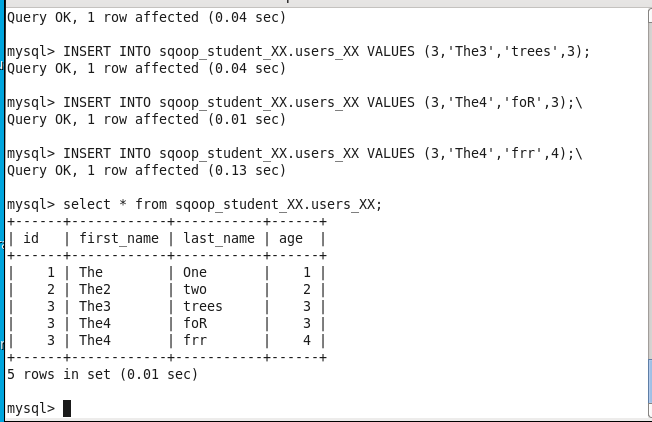 Query OK, 1 row affected (0.04 sec)
mysql> INSERT INTO sqoop_student_XX.users_XX VALUES (3,'The3','trees',3);
Query OK, 1 row affected (0.04 sec)
mysql> INSERT INTO sqoop_student_XX.users_XX VALUES (3,'The4','foR',3);\
Query OK, 1 row affected (0.01 sec)
mysql> INSERT INTO sqoop_student_XX.users_XX VALUES (3,'The4','frr',4);\
Query OK, 1 row affected (0.13 sec)
mysql> select * from sqoop_student_XX.users_XX;
+------+------------+-----------+------+
| id   | first_name | last_name | age  |
+------+------------+-----------+------+
|    1 | The        | One       |    1 |
|    2 | The2       | two       |    2 |
|    3 | The3       | trees     |    3 |
|    3 | The4       | foR       |    3 |
|    3 | The4       | frr       |    4 |
+------+------------+-----------+------+
5 rows in set (0.01 sec)
mysql>